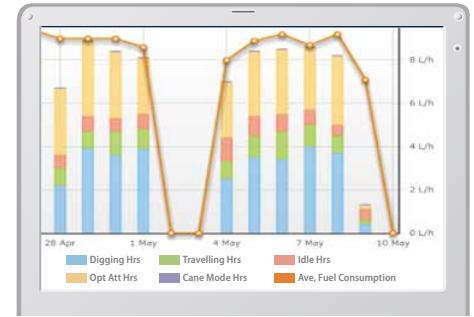 8 L/h
6 L/h
4 L/h
2 L/h
0 L/h
28 Apr 1 May 4 May 7 May 10 May
Digging Hrs Travelling Hrs Idle Hrs
Opt Att Hrs Cane Mode Hrs Ave, Fuel Consumption